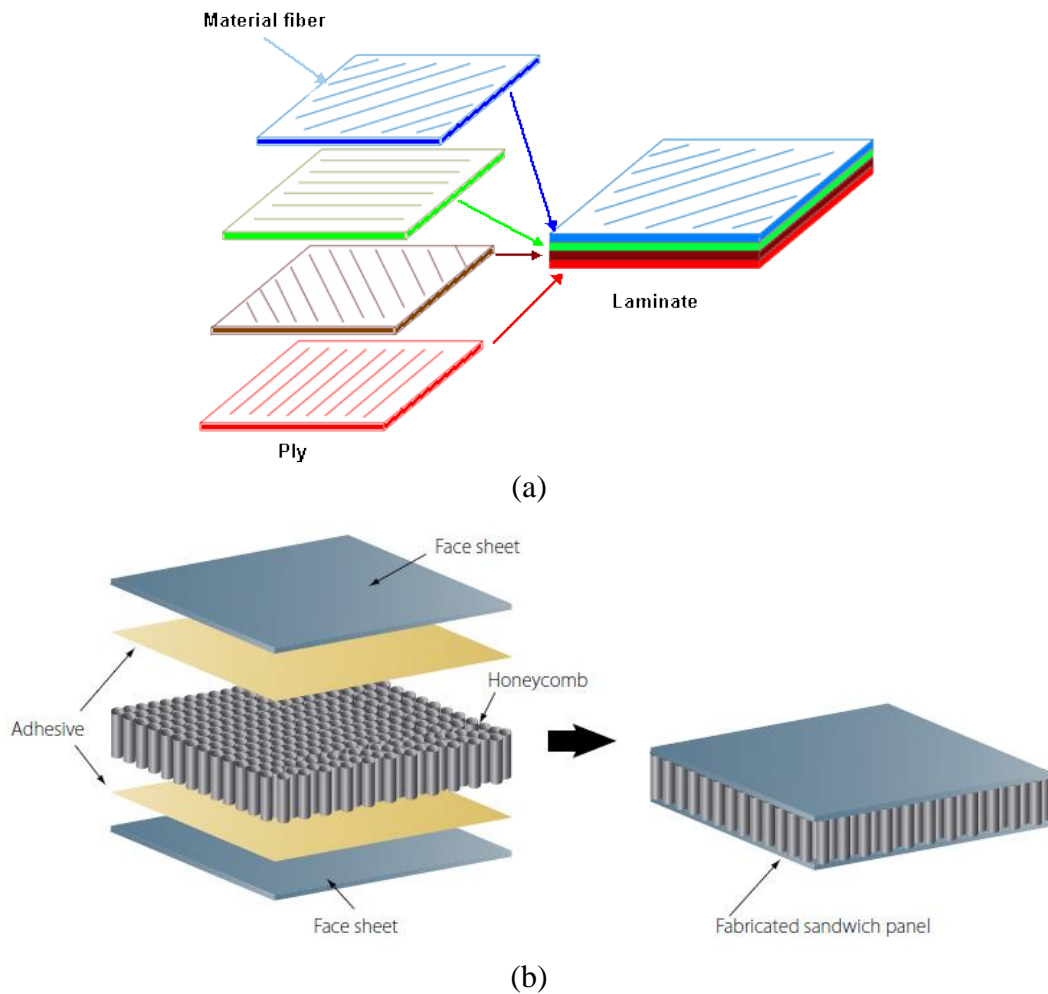 Material fiber
Laminate
Ply
(a)
Face sheet
Honeycomb
Adhesive
Face sheet
Fabricated sandwich panel
(b)